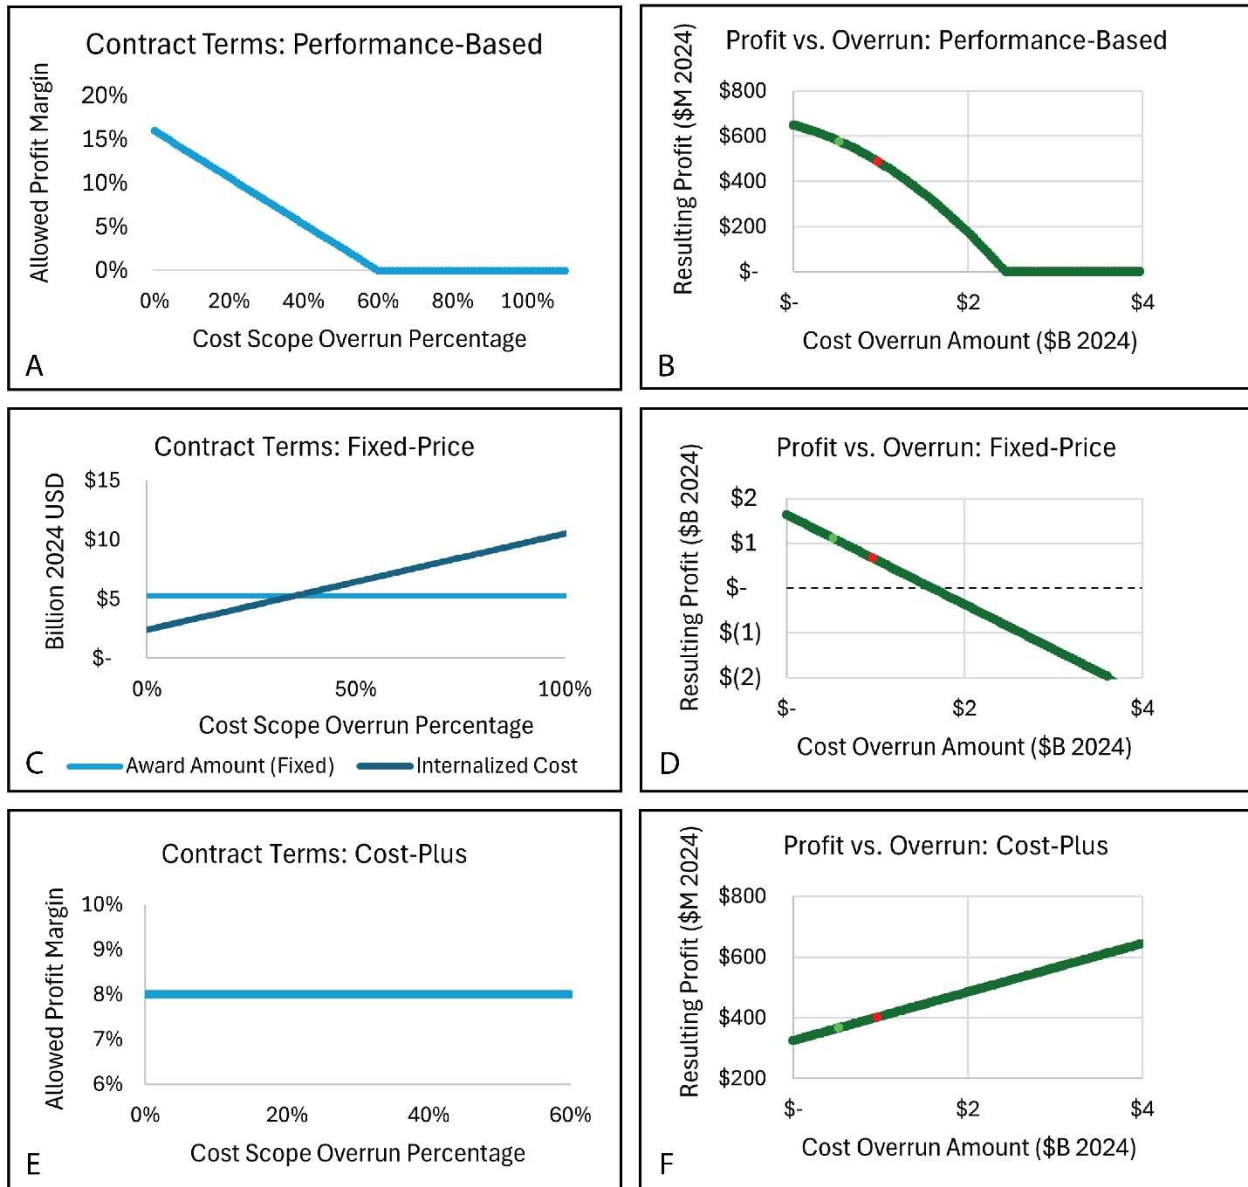 Contract Terms: Performance-Based
Allowed Profit Margin
20%
15%
10%
5%
0%
0% 20% 40% 60% 80% 100%
Cost Scope Overrun Percentage
A
Profit vs. Overrun: Performance-Based
Resulting Profit ($M 2024)
$800
$600
$400
$200
$-
$- $2 $4
Cost Overrun Amount ($B 2024)
B
Contract Terms: Fixed-Price
Billion 2024 USD
$15
$10
$5
$-
0% 50% 100%
Cost Scope Overrun Percentage
C Award Amount (Fixed) Internalized Cost
Profit vs. Overrun: Fixed-Price
Resulting Profit ($B 2024)
$2
$1
$-
$(1)
$(2)
$- $2 $4
Cost Overrun Amount ($B 2024)
D
Contract Terms: Cost-Plus
Allowed Profit Margin
10%
9%
8%
7%
6%
0% 20% 40% 60%
Cost Scope Overrun Percentage
E
Profit vs. Overrun: Cost-Plus
Resulting Profit ($M 2024)
$800
$600
$400
$200
$- $2 $4
Cost Overrun Amount ($B 2024)
F